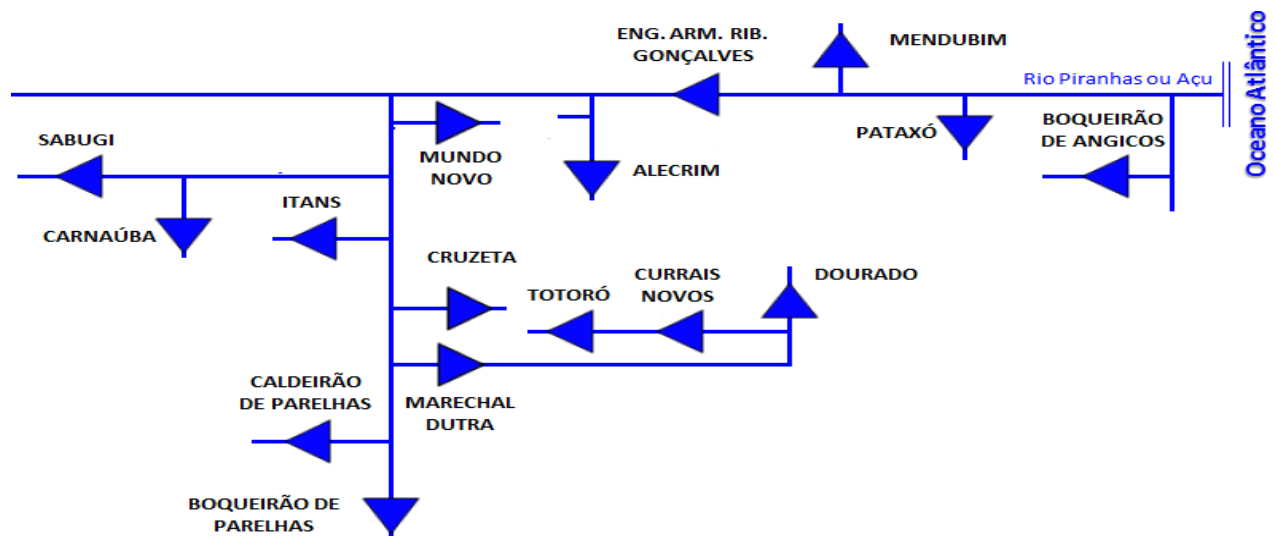 ENG. ARM. RIB.
GONÇALVES
MENDUBIM
Oceano Atlântico
Rio Piranhas ou Açu
SABUGI
MUNDO
NOVO
ALECRIM
PATAXÓ
BOQUEIRÃO
DE ANGICOS
CARNAÚBA
ITANS
CRUZETA
TOTORÓ
CURRAIS
NOVOS
DOURADO
CALDEIRÃO
DE PARELHAS
MARECHAL
DUTRA
BOQUEIRÃO DE
PARELHAS